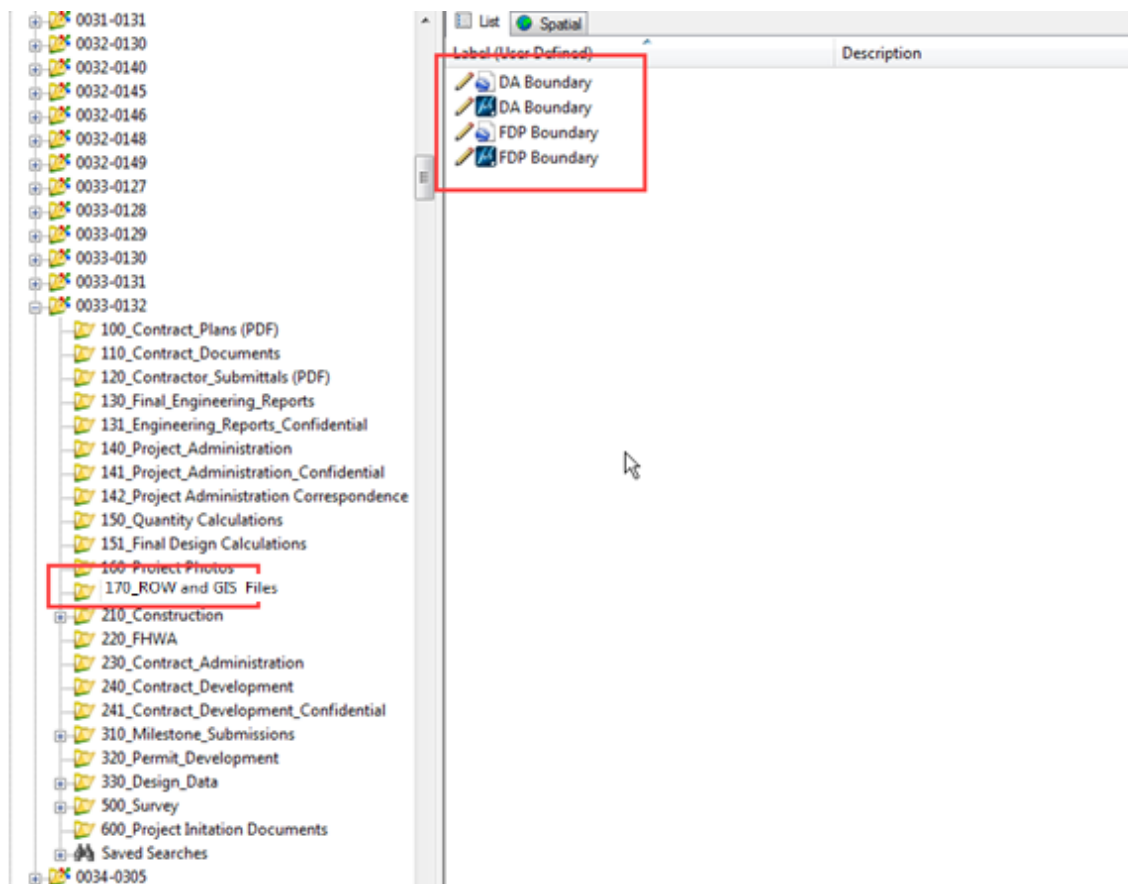 0031-0131
0032-0130
0032-0140
0032-0145
0032-0146
0032-0148
0032-0149
0033-0127
0033-0128
0033-0129
0033-0130
0033-0131
0033-0132
100_Contract_Plans (PDF)
110_Contract_Documents
120_Contractor_Submittals (PDF)
130_Final_Engineering_Reports
131_Engineering_Reports_Confidential
140_Project_Administration
141_Project_Administration_Confidential
142_Project Administration Correspondence
150_Quantity Calculations
151_Final Design Calculations
160_Project Photos
170_ROW and GIS Files
210_Construction
220_FHWA
230_Contract_Administration
240_Contract_Development
241_Contract_Development_Confidential
310_Milestone_Submissions
320_Permit_Development
330_Design_Data
500_Survey
600_Project Initation Documents
Saved Searches
0034-0305
List Spatial
Label (User Defined) Description
DA Boundary
DA Boundary
FDP Boundary
FDP Boundary